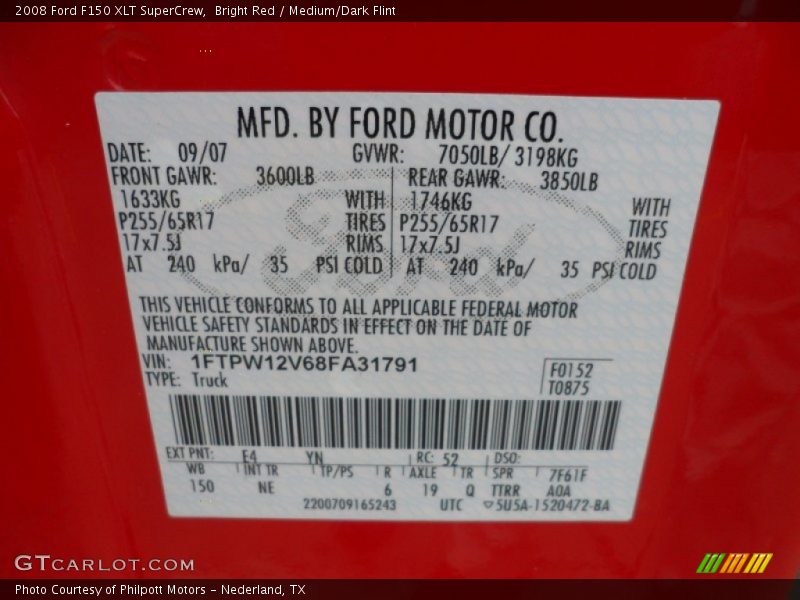 2008 Ford F150 XLT SuperCrew,  Bright Red / Medium/Dark Flint
MFD. BY FORD MOTOR CO.
DATE: 09/07 GVWR: 7050LB/ 3198KG
FRONT GAWR: 3600LB REAR GAWR: 3850LB
1633KG WITH 1746KG WITH
P255/65R17 TIRES P255/65R17 TIRES
17x7.5J RIMS 17x7.5J RIMS
AT 240 kPa/ 35 PSI COLD AT 240 kPa/ 35 PSI COLD
Ford
THIS VEHICLE CONFORMS TO ALL APPLICABLE FEDERAL MOTOR
VEHICLE SAFETY STANDARDS IN EFFECT ON THE DATE OF
MANUFACTURE SHOWN ABOVE.
VIN: 1FTPW12V68FA31791
TYPE: Truck
F0152
T0875
EXT PNT: E4 YN RC: 52 DSO:
WB INT TR TP/PS R AXLE TR SPR 7F61F
150 NE 6 19 Q TTRR AOA
2200709165243 UTC 5U5A-1520472-BA
GTCARLOT.COM
Photo Courtesy of Philpott Motors – Nederland, TX